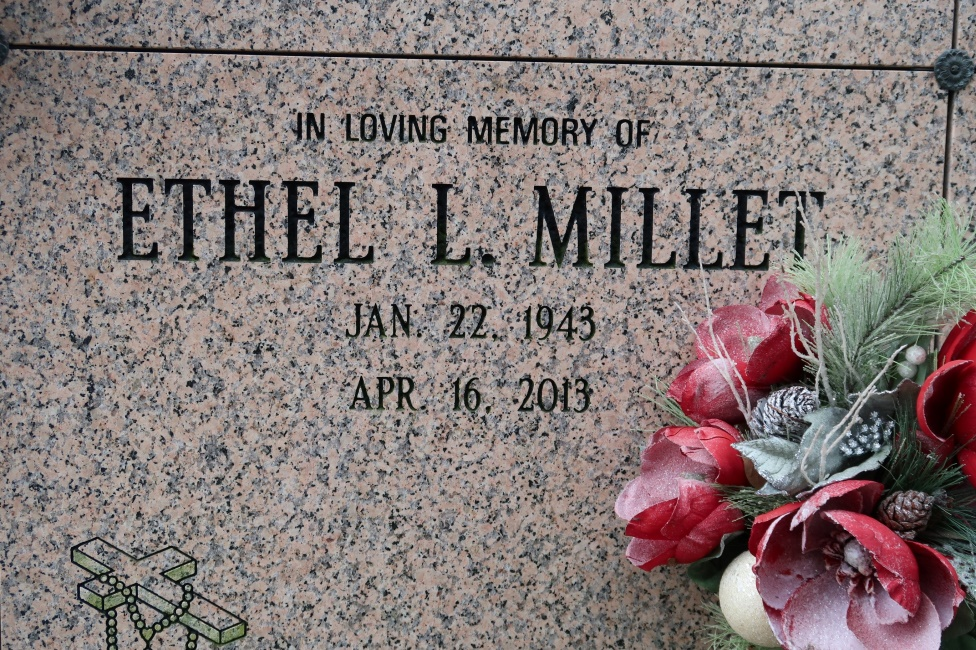 IN LOVING MEMORY OF
ETHEL L. MILLET
JAN. 22, 1943
APR. 16, 2013